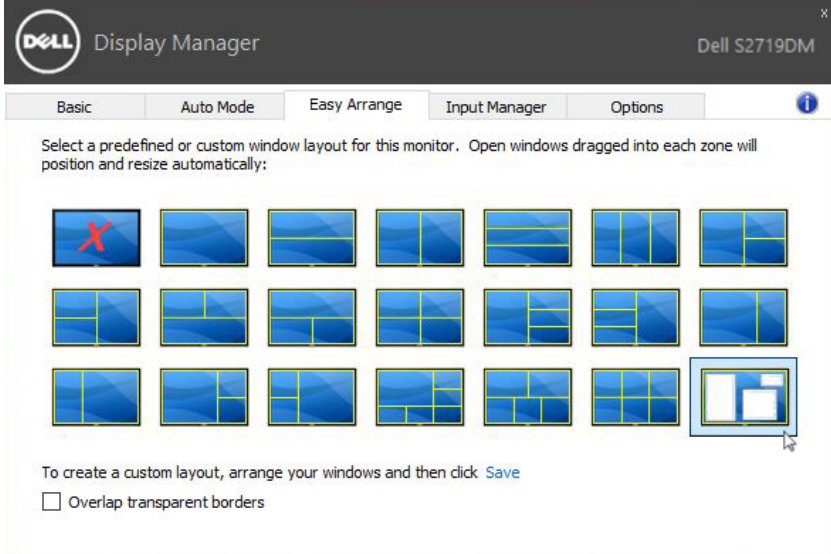 x
DELL
Display Manager
Dell S2719DM
Basic
Auto Mode
Easy Arrange
Input Manager
Options
i
Select a predefined or custom window layout for this monitor. Open windows dragged into each zone will
position and resize automatically:
X
To create a custom layout, arrange your windows and then click Save
Overlap transparent borders